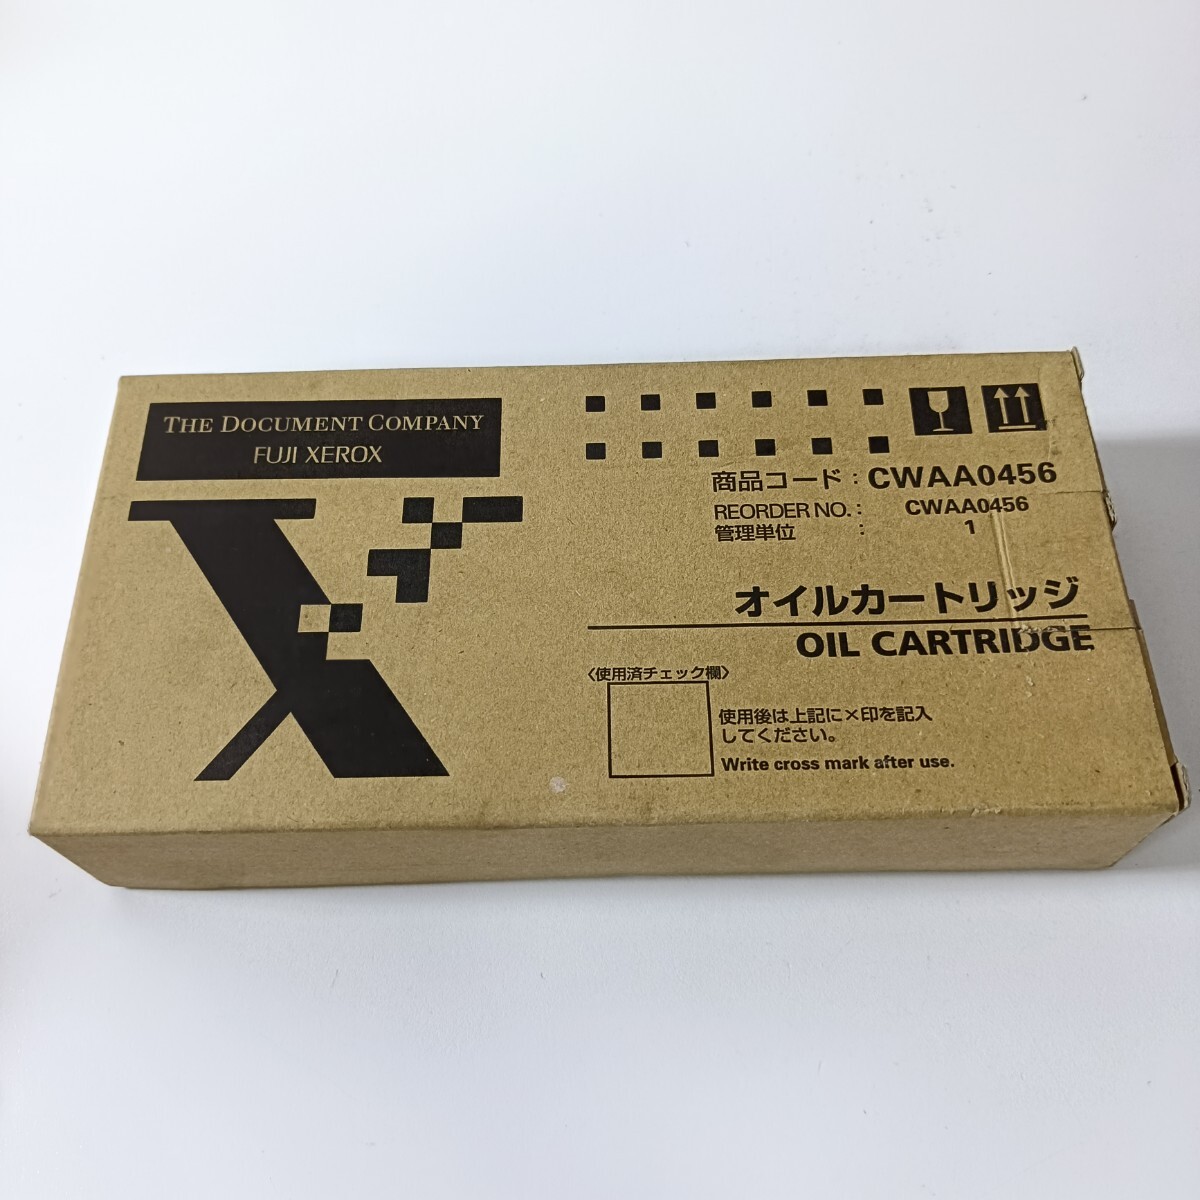 THE DOCUMENT COMPANY
FUJI XEROX
商品コード : CWAA0456
REORDER NO. : CWAA0456
管理単位 : 1
オイルカートリッジ
OIL CARTRIDGE
〈使用済チェック欄〉
使用後は上記に×印を記入
してください。
Write cross mark after use.